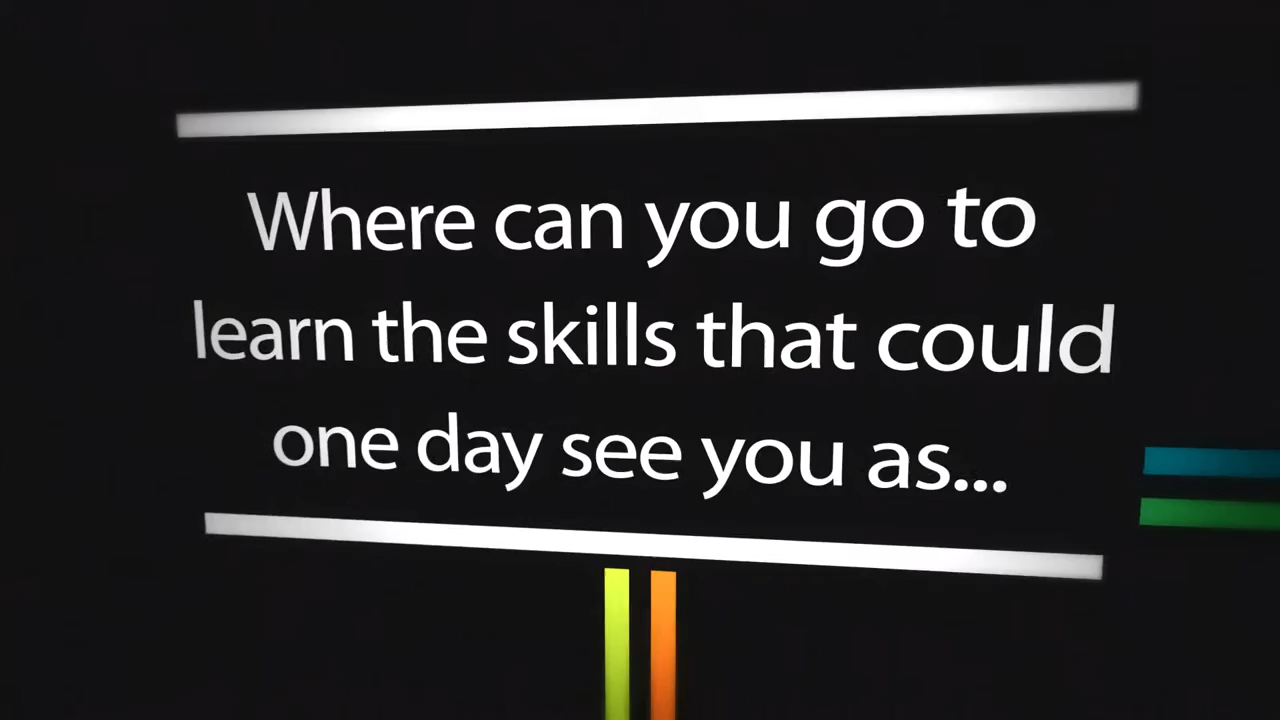 Where can you go to
learn the skills that could
one day see you as...